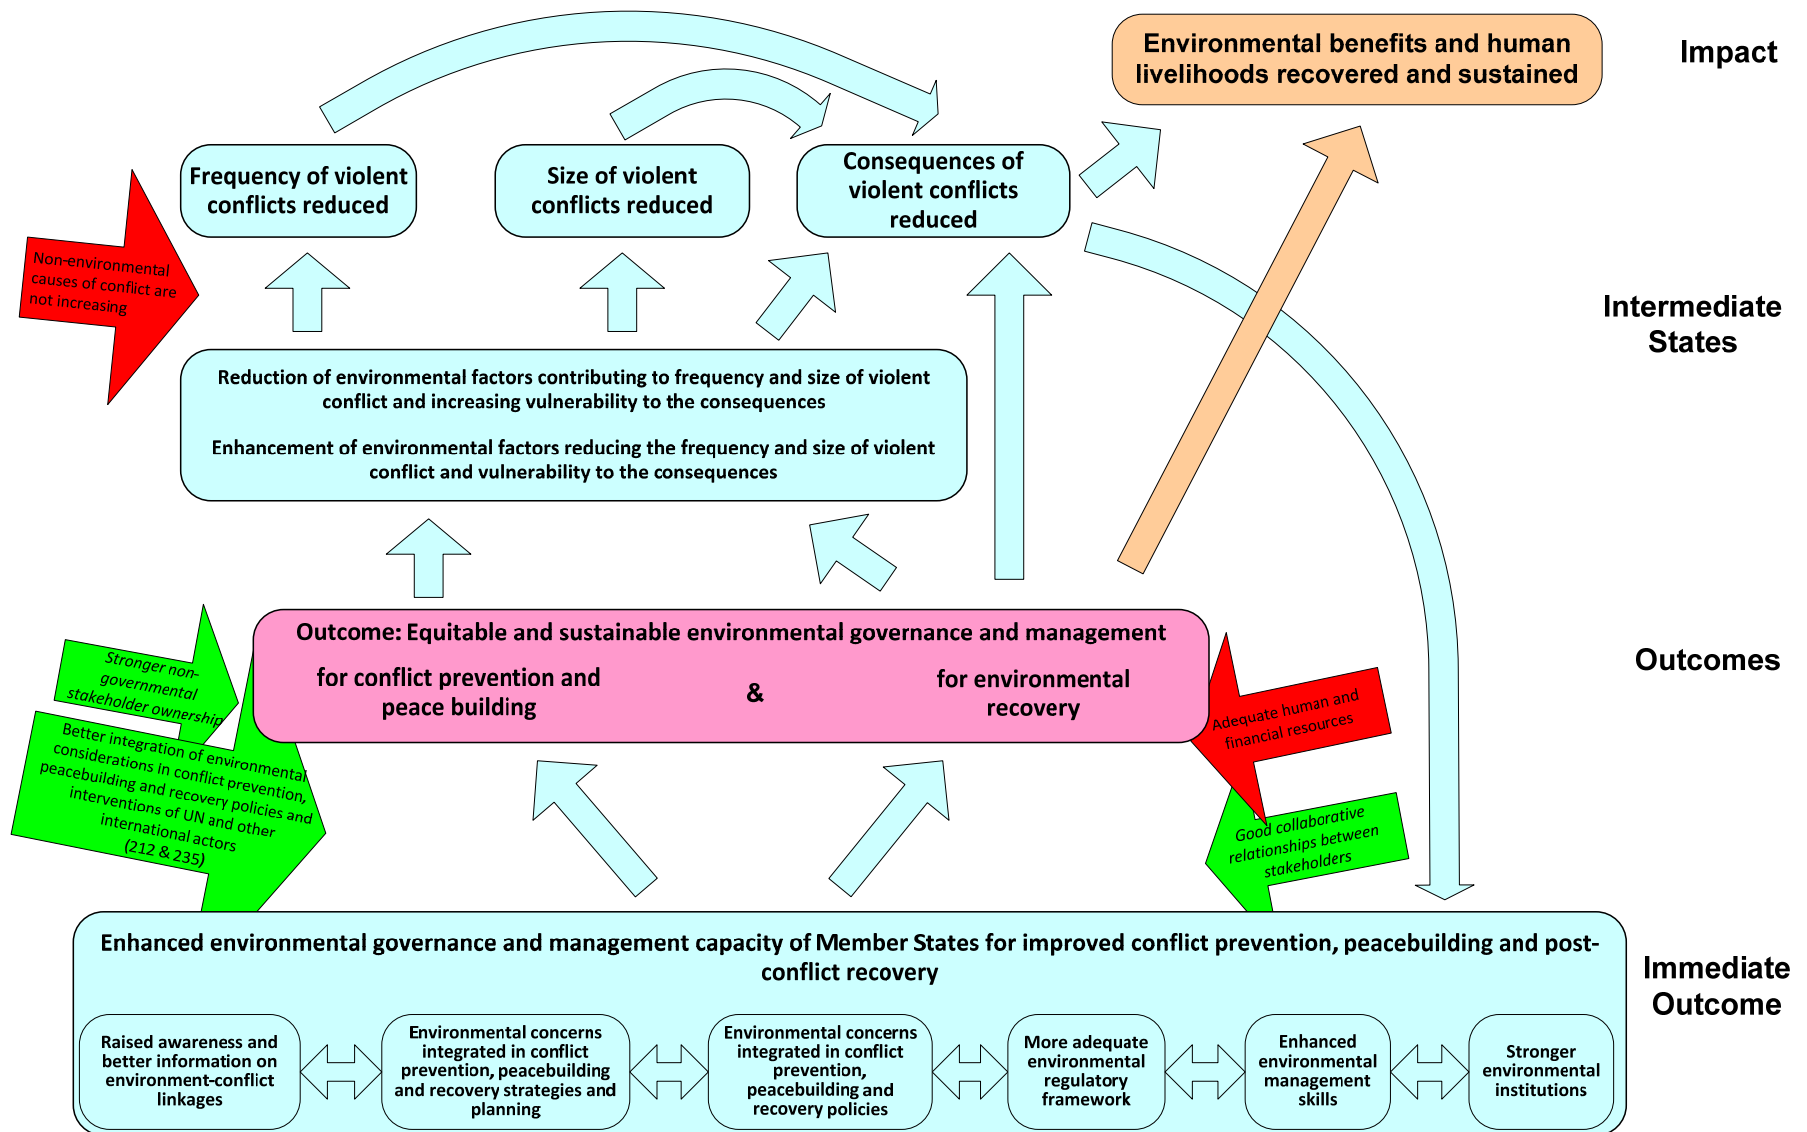 Environmental benefits and human
livelihoods recovered and sustained
Impact
Frequency of violent
conflicts reduced
Size of violent
conflicts reduced
Consequences of
violent conflicts
reduced
Non-environmental
causes of conflict are
not increasing
Intermediate
States
Reduction of environmental factors contributing to frequency and size of violent
conflict and increasing vulnerability to the consequences
Enhancement of environmental factors reducing the frequency and size of violent
conflict and vulnerability to the consequences
Outcome: Equitable and sustainable environmental governance and management
for conflict prevention and
peace building
&
for environmental
recovery
Outcomes
Stronger non-
governmental
stakeholder ownership
Better integration of environmental
considerations in conflict prevention,
peacebuilding and recovery policies and
interventions of UN and other
international actors
(212 & 235)
Adequate human and
financial resources
Good collaborative
relationships between
stakeholders
Enhanced environmental governance and management capacity of Member States for improved conflict prevention, peacebuilding and post-
conflict recovery
Immediate
Outcome
Raised awareness and
better information on
environment-conflict
linkages
Environmental concerns
integrated in conflict
prevention, peacebuilding
and recovery strategies and
planning
Environmental concerns
integrated in conflict
prevention,
peacebuilding and
recovery policies
More adequate
environmental
regulatory
framework
Enhanced
environmental
management
skills
Stronger
environmental
institutions